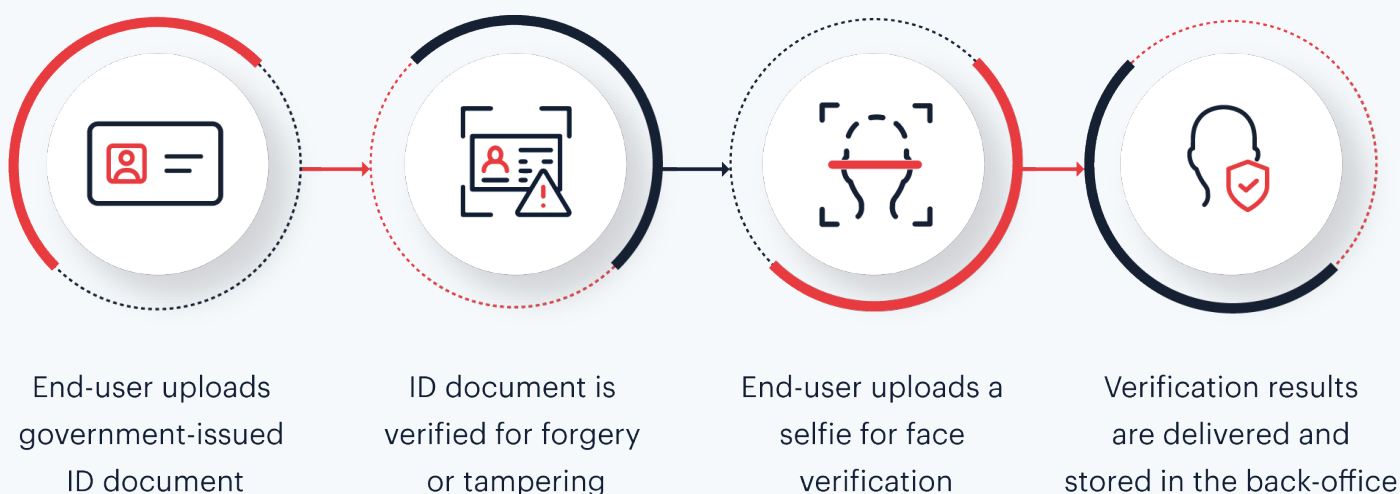 End-user uploads
government-issued
ID document
ID document is
verified for forgery
or tampering
End-user uploads a
selfie for face
verification
Verification results
are delivered and
stored in the back-office